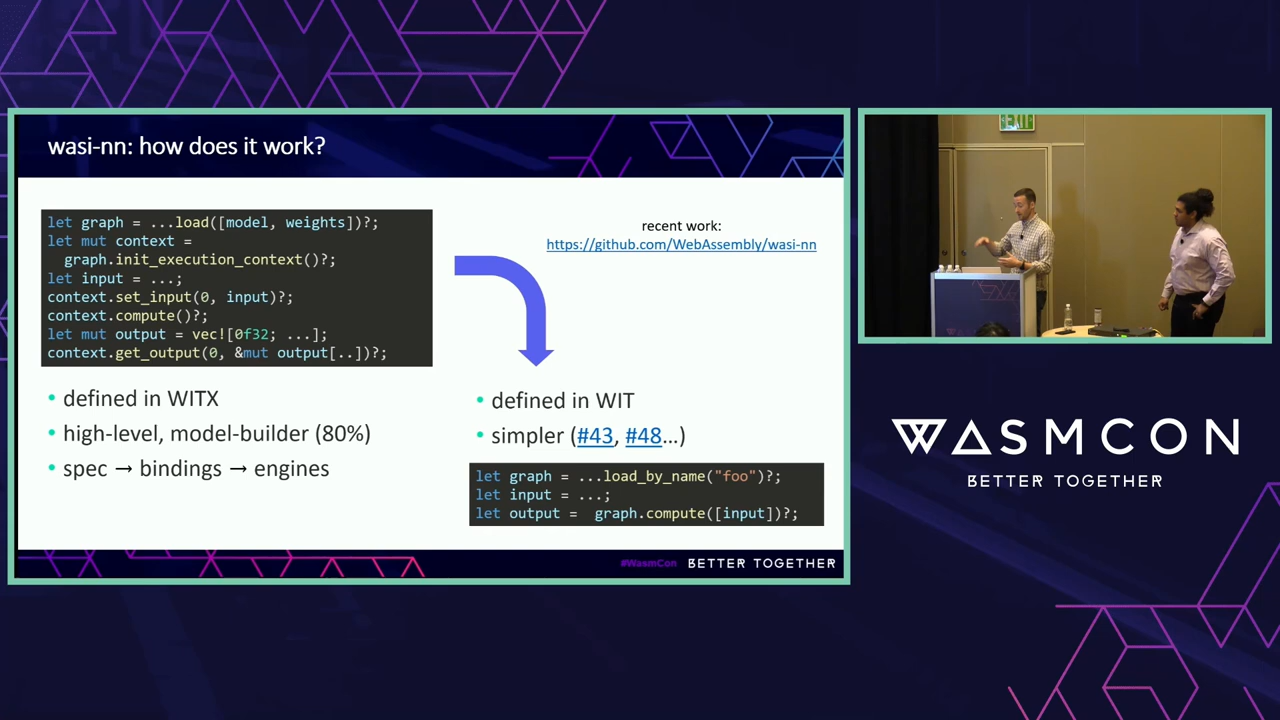 wasi-nn: how does it work?
let graph = ...load([model, weights])?;
let mut context =
graph.init_execution_context()?;
let input = ...;
context.set_input(0, input)?;
context.compute()?;
let mut output = vec![0f32; ...];
context.get_output(0, &mut output[..])?;
• defined in WITX
• high-level, model-builder (80%)
• spec → bindings → engines
recent work:
https://github.com/WebAssembly/wasi-nn
• defined in WIT
• simpler (#43, #48...)
let graph = ...load_by_name("foo")?;
let input = ...;
let output = graph.compute([input])?;
#WasmCon BETTER TOGETHER
EXIT
WASMCON
BETTER TOGETHER